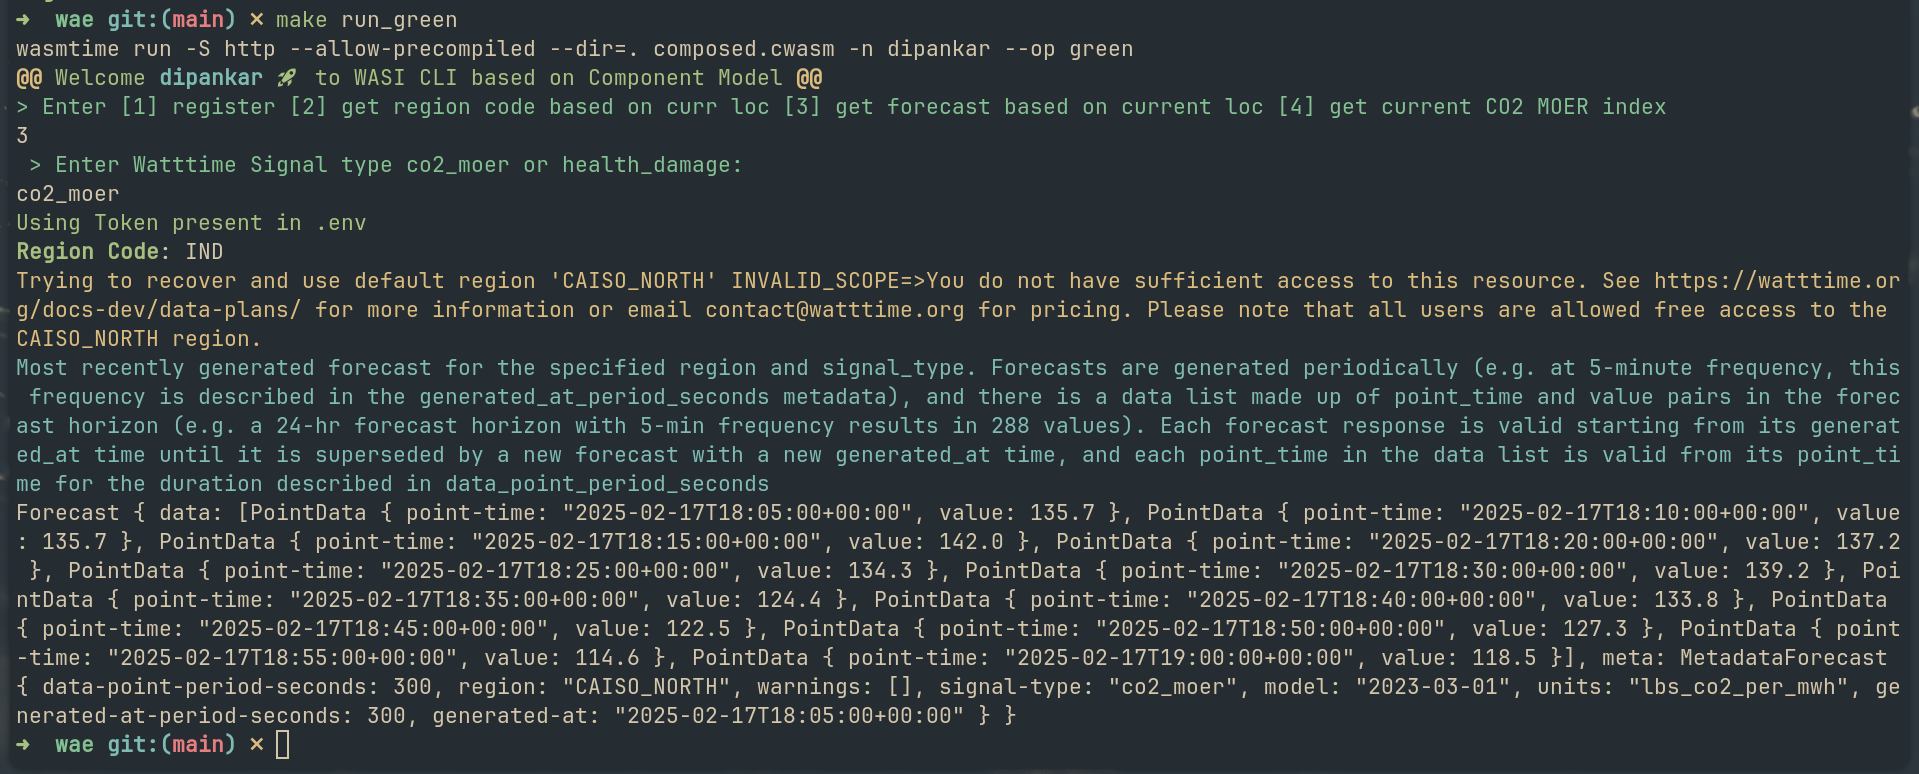 ➜  wae git:(main) ✗ make run_green
wasmtime run -S http --allow-precompiled --dir=. composed.cwasm -n dipankar --op green
@@ Welcome dipankar 🚀 to WASI CLI based on Component Model @@
> Enter [1] register [2] get region code based on curr loc [3] get forecast based on current loc [4] get current CO2 MOER index
3
 > Enter Watttime Signal type co2_moer or health_damage:
co2_moer
Using Token present in .env
Region Code: IND
Trying to recover and use default region 'CAISO_NORTH' INVALID_SCOPE=>You do not have sufficient access to this resource. See https://watttime.or
g/docs-dev/data-plans/ for more information or email contact@watttime.org for pricing. Please note that all users are allowed free access to the
CAISO_NORTH region.
Most recently generated forecast for the specified region and signal_type. Forecasts are generated periodically (e.g. at 5-minute frequency, this
 frequency is described in the generated_at_period_seconds metadata), and there is a data list made up of point_time and value pairs in the forec
ast horizon (e.g. a 24-hr forecast horizon with 5-min frequency results in 288 values). Each forecast response is valid starting from its generat
ed_at time until it is superseded by a new forecast with a new generated_at time, and each point_time in the data list is valid from its point_ti
me for the duration described in data_point_period_seconds
Forecast { data: [PointData { point-time: "2025-02-17T18:05:00+00:00", value: 135.7 }, PointData { point-time: "2025-02-17T18:10:00+00:00", value
: 135.7 }, PointData { point-time: "2025-02-17T18:15:00+00:00", value: 142.0 }, PointData { point-time: "2025-02-17T18:20:00+00:00", value: 137.2
 }, PointData { point-time: "2025-02-17T18:25:00+00:00", value: 134.3 }, PointData { point-time: "2025-02-17T18:30:00+00:00", value: 139.2 }, Poi
ntData { point-time: "2025-02-17T18:35:00+00:00", value: 124.4 }, PointData { point-time: "2025-02-17T18:40:00+00:00", value: 133.8 }, PointData
{ point-time: "2025-02-17T18:45:00+00:00", value: 122.5 }, PointData { point-time: "2025-02-17T18:50:00+00:00", value: 127.3 }, PointData { point
-time: "2025-02-17T18:55:00+00:00", value: 114.6 }, PointData { point-time: "2025-02-17T19:00:00+00:00", value: 118.5 }], meta: MetadataForecast
{ data-point-period-seconds: 300, region: "CAISO_NORTH", warnings: [], signal-type: "co2_moer", model: "2023-03-01", units: "lbs_co2_per_mwh", ge
nerated-at-period-seconds: 300, generated-at: "2025-02-17T18:05:00+00:00" } }
➜  wae git:(main) ✗